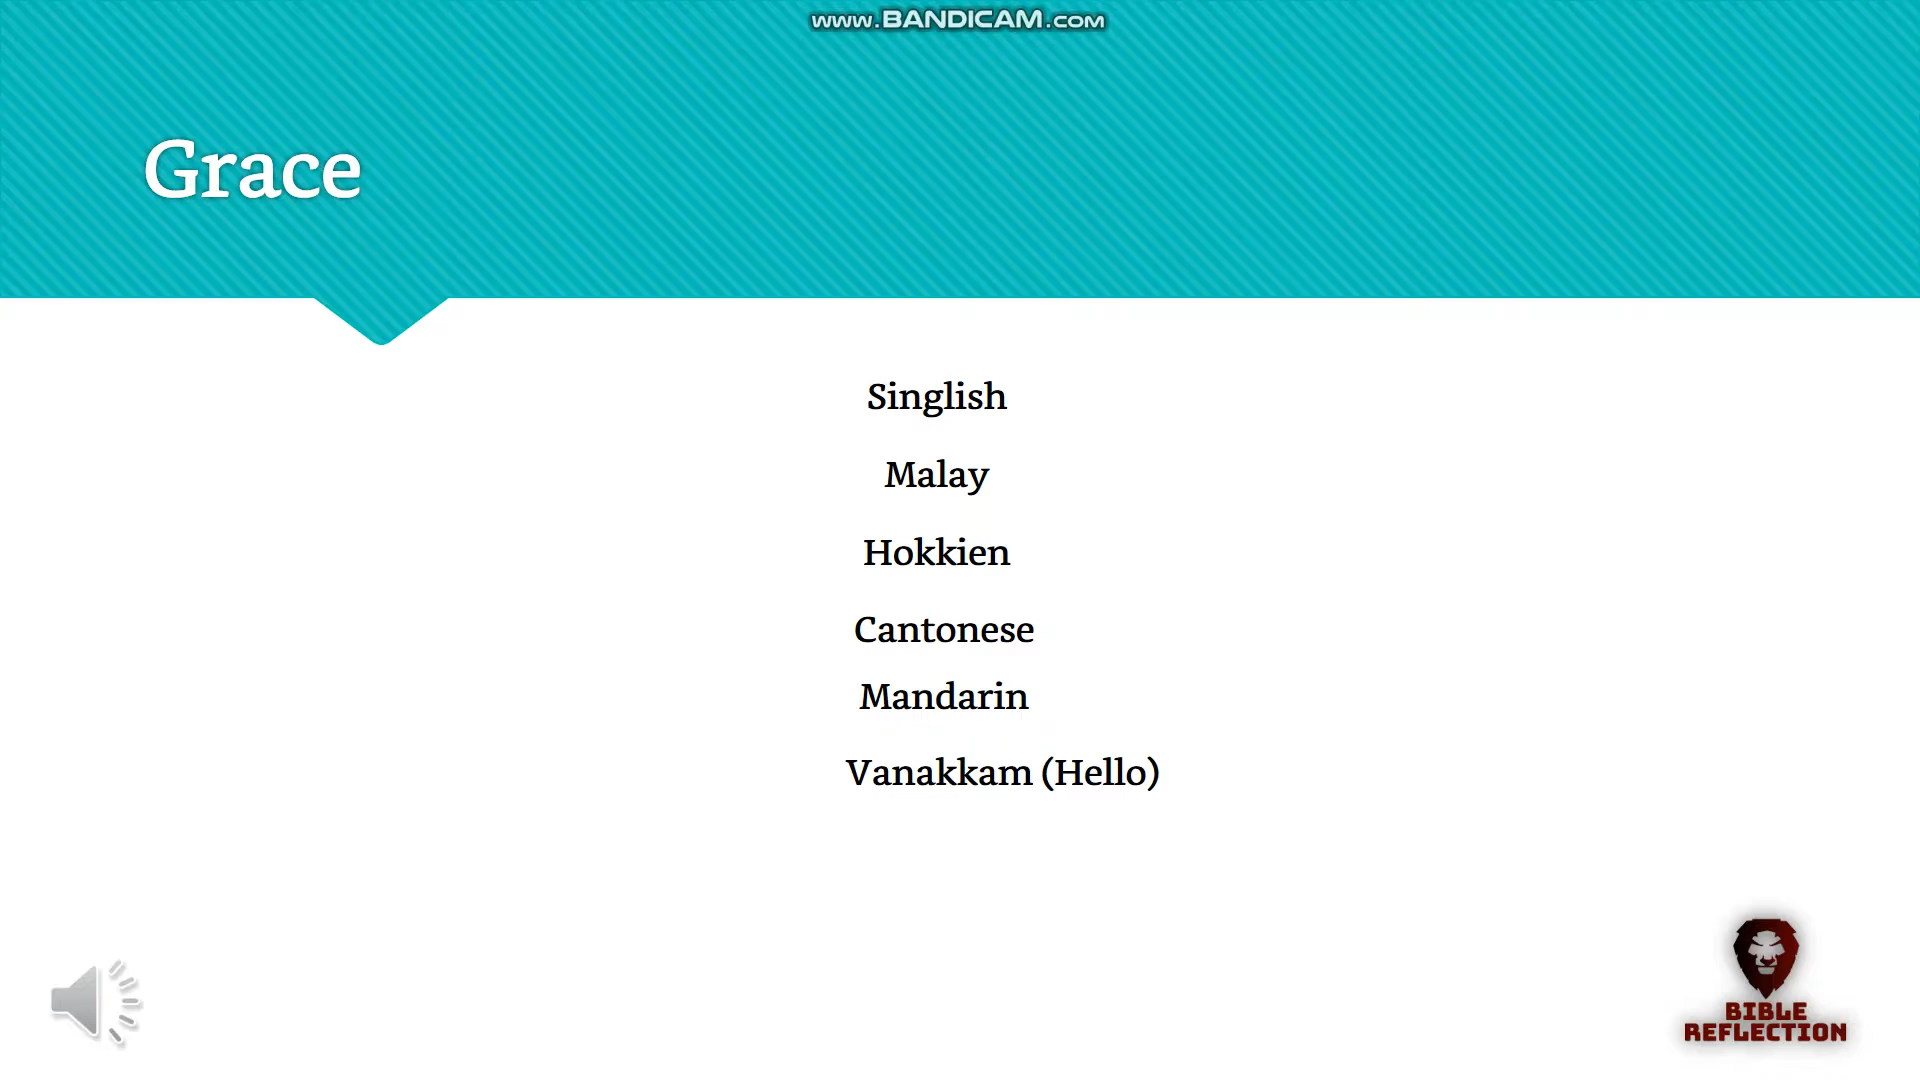 www.BANDICAM.com
Grace
Singlish
Malay
Hokkien
Cantonese
Mandarin
Vanakkam (Hello)
BIBLE
REFLECTION